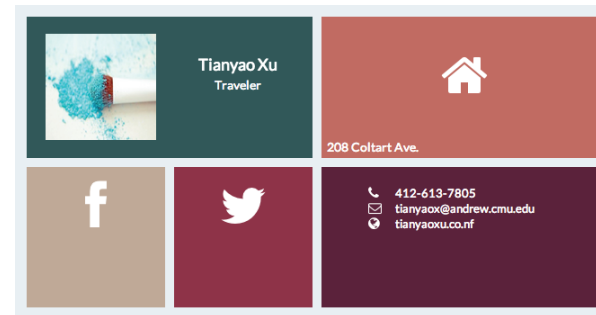 Tianyao Xu
Traveler
208 Coltart Ave.
412-613-7805
tianyaox@andrew.cmu.edu
tianyaoxu.co.nf